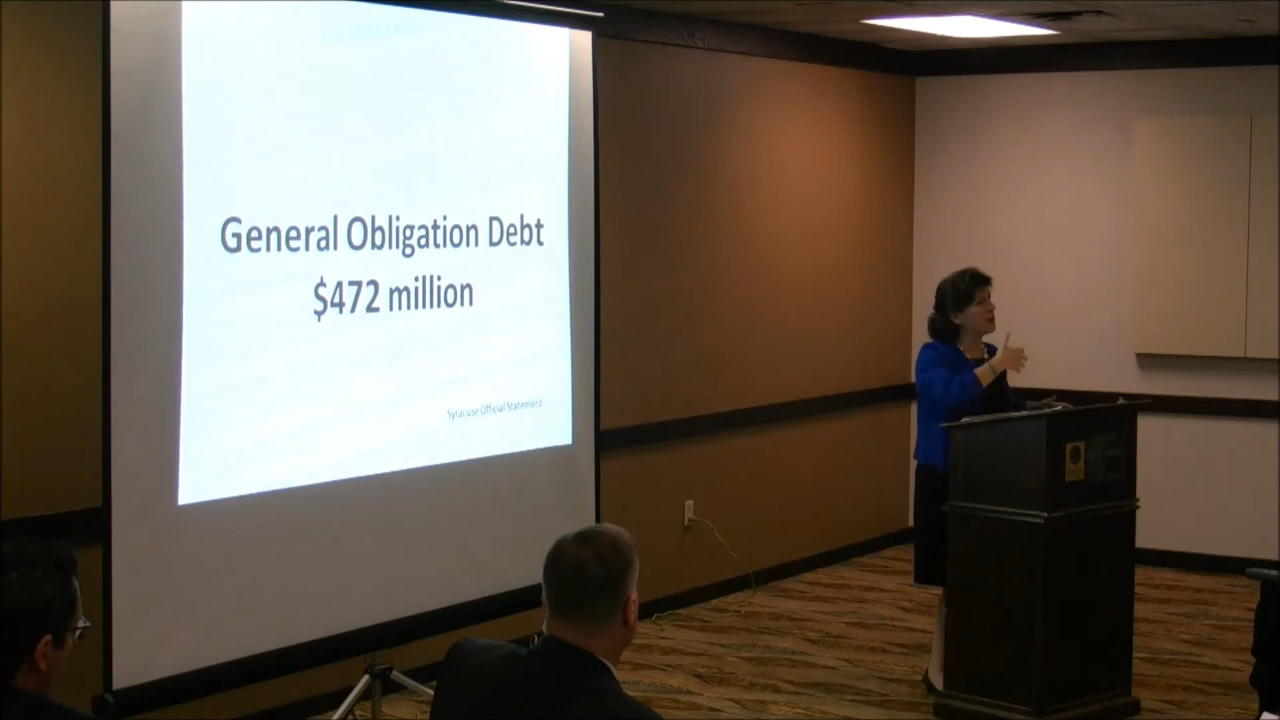 General Obligation Debt
$472 million
Syracuse Official Statement